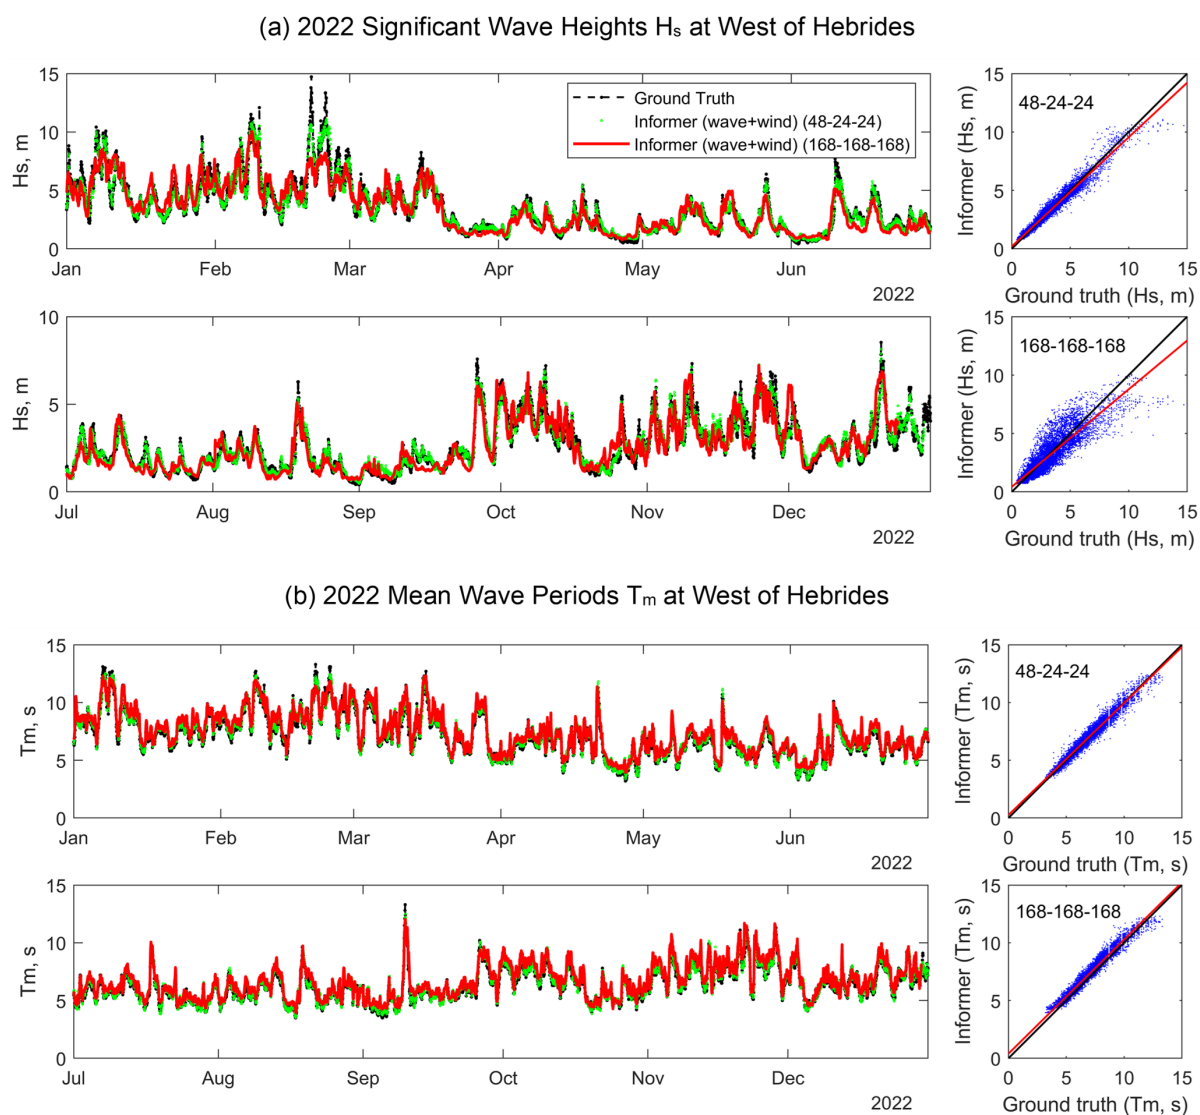 (a) 2022 Significant Wave Heights Hs at West of Hebrides
15
10
5
0
Hs, m
Ground Truth
Informer (wave+wind) (48-24-24)
Informer (wave+wind) (168-168-168)
Jan Feb Mar Apr May Jun
2022
15
10
5
0
Informer (Hs, m)
48-24-24
0 5 10 15
Ground truth (Hs, m)
10
5
0
Hs, m
Jul Aug Sep Oct Nov Dec
2022
15
10
5
0
Informer (Hs, m)
168-168-168
0 5 10 15
Ground truth (Hs, m)
(b) 2022 Mean Wave Periods Tm at West of Hebrides
15
10
5
0
Tm, s
Jan Feb Mar Apr May Jun
2022
15
10
5
0
Informer (Tm, s)
48-24-24
0 5 10 15
Ground truth (Tm, s)
15
10
5
0
Tm, s
Jul Aug Sep Oct Nov Dec
2022
15
10
5
0
Informer (Tm, s)
168-168-168
0 5 10 15
Ground truth (Tm, s)